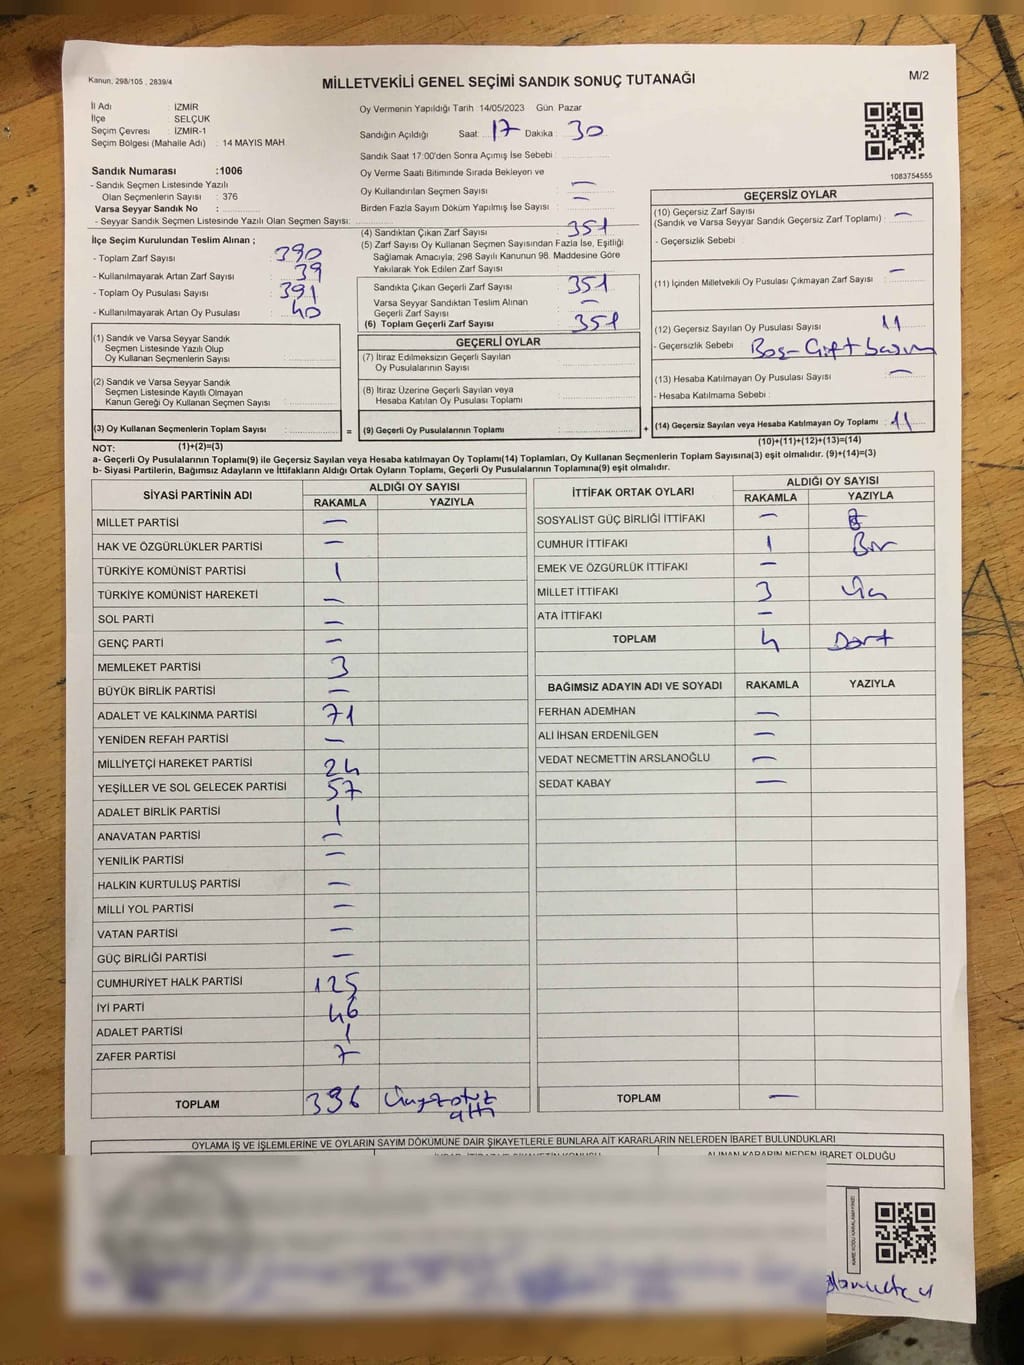 Kanun, 298/105 , 2839/4
MİLLETVEKİLİ GENEL SEÇİMİ SANDIK SONUÇ TUTANAĞI
M/2
İl Adı : İZMİR
İlçe : SELÇUK
Seçim Çevresi : İZMİR-1
Seçim Bölgesi (Mahalle Adı) : 14 MAYIS MAH
Sandık Numarası :1006
- Sandık Seçmen Listesinde Yazılı
Olan Seçmenlerin Sayısı : 376
Varsa Seyyar Sandık No :
- Seyyar Sandık Seçmen Listesinde Yazılı Olan Seçmen Sayısı:
Oy Vermenin Yapıldığı Tarih :14/05/2023 Gün. Pazar
Sandığın Açıldığı Saat: 17 Dakika : 30
Sandık Saat 17:00'den Sonra Açımış İse Sebebi :
Oy Verme Saati Bitiminde Sırada Bekleyen ve
Oy Kullandırılan Seçmen Sayısı : —
Birden Fazla Sayım Döküm Yapılmış İse Sayısı : —
1083754555
İlçe Seçim Kurulundan Teslim Alınan ;
- Toplam Zarf Sayısı : 390
- Kullanılmayarak Artan Zarf Sayısı : 39
- Toplam Oy Pusulası Sayısı : 391
- Kullanılmayarak Artan Oy Pusulası : 40
(4) Sandıktan Çıkan Zarf Sayısı : 351
(5) Zarf Sayısı Oy Kullanan Seçmen Sayısından Fazla İse, Eşitliği
Sağlamak Amacıyla, 298 Sayılı Kanunun 98. Maddesine Göre
Yakılarak Yok Edilen Zarf Sayısı :
Sandıkta Çıkan Geçerli Zarf Sayısı : 351
Varsa Seyyar Sandıktan Teslim Alınan
Geçerli Zarf Sayısı : —
(6) Toplam Geçerli Zarf Sayısı : 351
GEÇERSİZ OYLAR
(10) Geçersiz Zarf Sayısı
(Sandık ve Varsa Seyyar Sandık Geçersiz Zarf Toplamı) : —
- Geçersizlik Sebebi
(11) İçinden Milletvekili Oy Pusulası Çıkmayan Zarf Sayısı : —
(12) Geçersiz Sayılan Oy Pusulası Sayısı : 11
- Geçersizlik Sebebi : Boş-Çift basım
(13) Hesaba Katılmayan Oy Pusulası Sayısı : —
- Hesaba Katılmama Sebebi :
(14) Geçersiz Sayılan veya Hesaba Katılmayan Oy Toplamı : 11
(1) Sandık ve Varsa Seyyar Sandık
Seçmen Listesinde Yazılı Olup
Oy Kullanan Seçmenlerin Sayısı :
(2) Sandık ve Varsa Seyyar Sandık
Seçmen Listesinde Kayıtlı Olmayan
Kanun Gereği Oy Kullanan Seçmen Sayısı :
(3) Oy Kullanan Seçmenlerin Toplam Sayısı :
=
GEÇERLİ OYLAR
(7) İtiraz Edilmeksizin Geçerli Sayılan
Oy Pusulalarının Sayısı :
(8) İtiraz Üzerine Geçerli Sayılan veya
Hesaba Katılan Oy Pusulası Toplamı :
(9) Geçerli Oy Pusulalarının Toplamı :
+
NOT: (1)+(2)=(3)
(10)+(11)+(12)+(13)=(14)
a- Geçerli Oy Pusulalarının Toplamı(9) ile Geçersiz Sayılan veya Hesaba katılmayan Oy Toplamı(14) Toplamları, Oy Kullanan Seçmenlerin Toplam Sayısına(3) eşit olmalıdır. (9)+(14)=(3)
b- Siyasi Partilerin, Bağımsız Adayların ve İttifakların Aldığı Ortak Oyların Toplamı, Geçerli Oy Pusulalarının Toplamına(9) eşit olmalıdır.
SİYASİ PARTİNİN ADI ALDIĞI OY SAYISI
RAKAMLA YAZIYLA
MİLLET PARTİSİ —
HAK VE ÖZGÜRLÜKLER PARTİSİ —
TÜRKİYE KOMÜNİST PARTİSİ 1
TÜRKİYE KOMÜNİST HAREKETİ —
SOL PARTİ —
GENÇ PARTİ —
MEMLEKET PARTİSİ 3
BÜYÜK BİRLİK PARTİSİ —
ADALET VE KALKINMA PARTİSİ 71
YENİDEN REFAH PARTİSİ —
MİLLİYETÇİ HAREKET PARTİSİ 24
YEŞİLLER VE SOL GELECEK PARTİSİ 57
ADALET BİRLİK PARTİSİ 1
ANAVATAN PARTİSİ —
YENİLİK PARTİSİ —
HALKIN KURTULUŞ PARTİSİ —
MİLLİ YOL PARTİSİ —
VATAN PARTİSİ —
GÜÇ BİRLİĞİ PARTİSİ —
CUMHURİYET HALK PARTİSİ 125
İYİ PARTİ 46
ADALET PARTİSİ 1
ZAFER PARTİSİ 7
TOPLAM 336 üçyüzotuz
altı
İTTİFAK ORTAK OYLARI ALDIĞI OY SAYISI
RAKAMLA YAZIYLA
SOSYALİST GÜÇ BİRLİĞİ İTTİFAKI —
CUMHUR İTTİFAKI 1 Bir
EMEK VE ÖZGÜRLÜK İTTİFAKI —
MİLLET İTTİFAKI 3 üç
ATA İTTİFAKI —
TOPLAM 4 Dört
BAĞIMSIZ ADAYIN ADI VE SOYADI RAKAMLA YAZIYLA
FERHAN ADEMHAN —
ALİ İHSAN ERDENİLGEN —
VEDAT NECMETTİN ARSLANOĞLU —
SEDAT KABAY —
TOPLAM —
OYLAMA İŞ VE İŞLEMLERİNE VE OYLARIN SAYIM DÖKÜMÜNE DAİR ŞİKAYETLERLE BUNLARA AİT KARARLARIN NELERDEN İBARET BULUNDUKLARI
ALINAN KARARIN NEDEN İBARET OLDUĞU